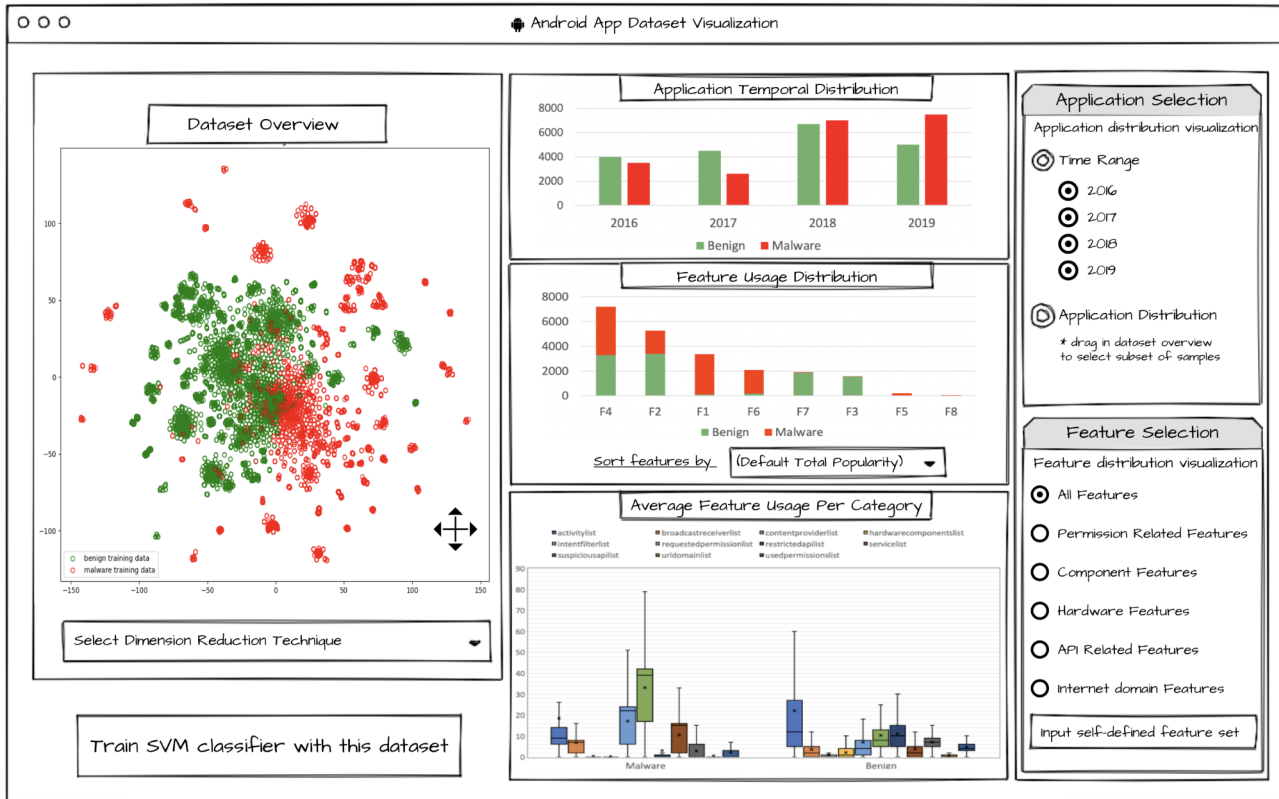 Android App Dataset Visualization
Dataset Overview
100
50
0
−50
−100
benign training data
malware training data
−150 −100 −50 0 50 100 150
Select Dimension Reduction Technique
Train SVM classifier with this dataset
Application Temporal Distribution
8000
6000
4000
2000
0
2016 2017 2018 2019
Benign Malware
Feature Usage Distribution
8000
6000
4000
2000
0
F4 F2 F1 F6 F7 F3 F5 F8
Benign Malware
Sort features by (Default Total Popularity)
Average Feature Usage Per Category
activitylist broadcastreceiverlist contentproviderlist hardwarecomponentslist
intentfilterlist requestedpermissionlist restrictedapilist servicelist
suspiciousapilist urldomainlist usedpermissionslist
90
80
70
60
50
40
30
20
10
0
Malware Benign
Application Selection
Application distribution visualization
Time Range
2016
2017
2018
2019
Application Distribution
* drag in dataset overview
to select subset of samples
Feature Selection
Feature distribution visualization
All Features
Permission Related Features
Component Features
Hardware Features
API Related Features
Internet domain Features
Input self-defined feature set